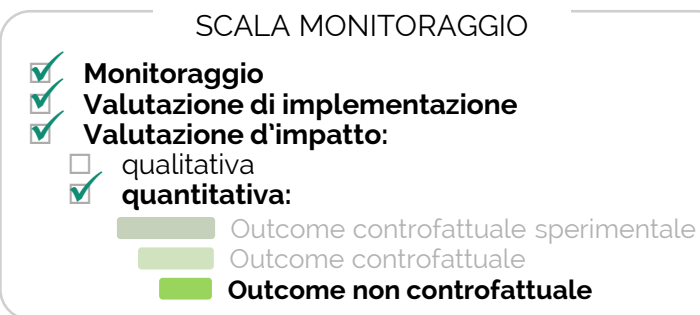 SCALA MONITORAGGIO
Monitoraggio
Valutazione di implementazione
Valutazione d'impatto:
qualitativa
quantitativa:
Outcome controfattuale sperimentale
Outcome controfattuale
Outcome non controfattuale